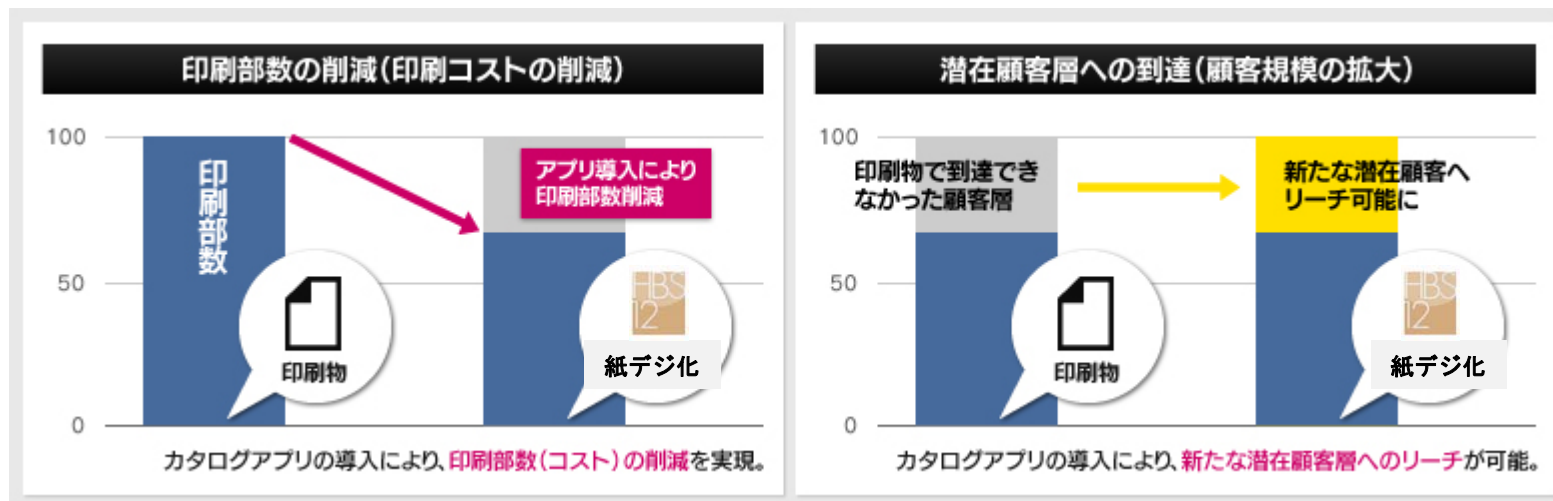 印刷部数の削減(印刷コストの削減)
100
50
0
印刷部数
アプリ導入により
印刷部数削減
印刷物
HBS
12
紙デジ化
カタログアプリの導入により、印刷部数(コスト)の削減を実現。
潜在顧客層への到達(顧客規模の拡大)
100
50
0
印刷物で到達でき
なかった顧客層
新たな潜在顧客へ
リーチ可能に
印刷物
HBS
12
紙デジ化
カタログアプリの導入により、新たな潜在顧客層へのリーチが可能。